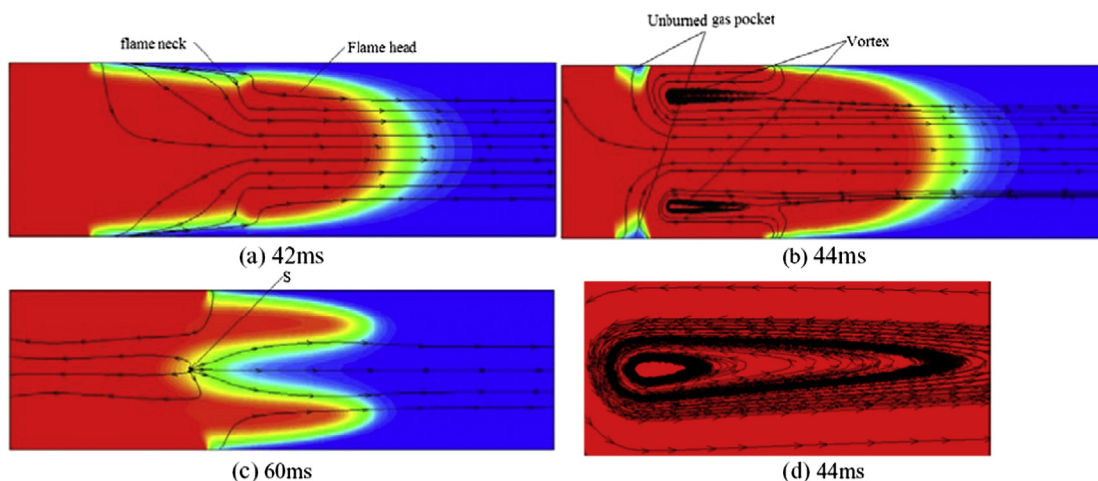 flame neck
Flame head
Unburned gas pocket
Vortex
(a) 42ms
(b) 44ms
S
(c) 60ms
(d) 44ms